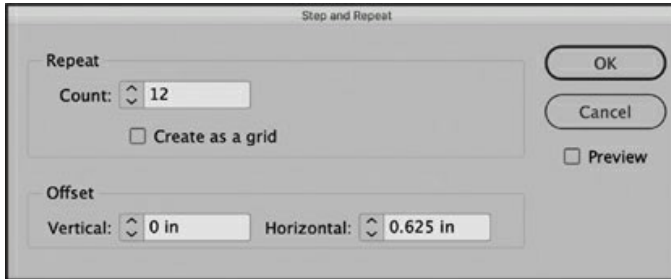 Step and Repeat
Repeat
Count: 12
Create as a grid
OK
Cancel
Preview
Offset
Vertical: 0 in Horizontal: 0.625 in